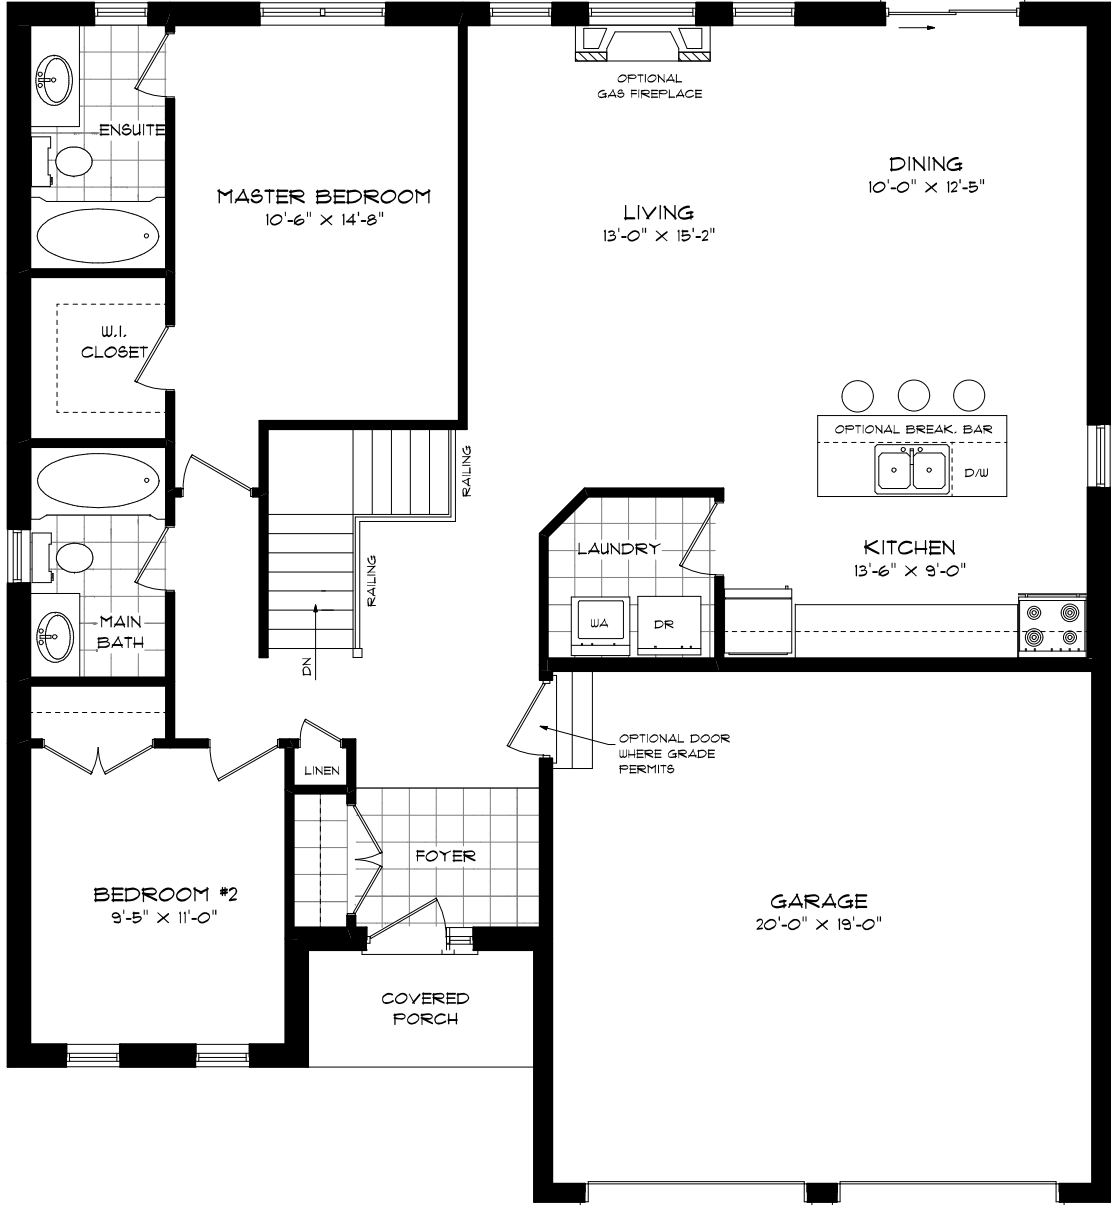 OPTIONAL
GAS FIREPLACE
ENSUITE
MASTER BEDROOM
10'-6" X 14'-8"
LIVING
13'-0" X 15'-2"
DINING
10'-0" X 12'-5"
W.I.
CLOSET
OPTIONAL BREAK. BAR
D/W
RAILING
RAILING
LAUNDRY
KITCHEN
13'-6" X 9'-0"
WA
DR
MAIN
BATH
DN
OPTIONAL DOOR
WHERE GRADE
PERMITS
LINEN
FOYER
BEDROOM #2
9'-5" X 11'-0"
GARAGE
20'-0" X 19'-0"
COVERED
PORCH